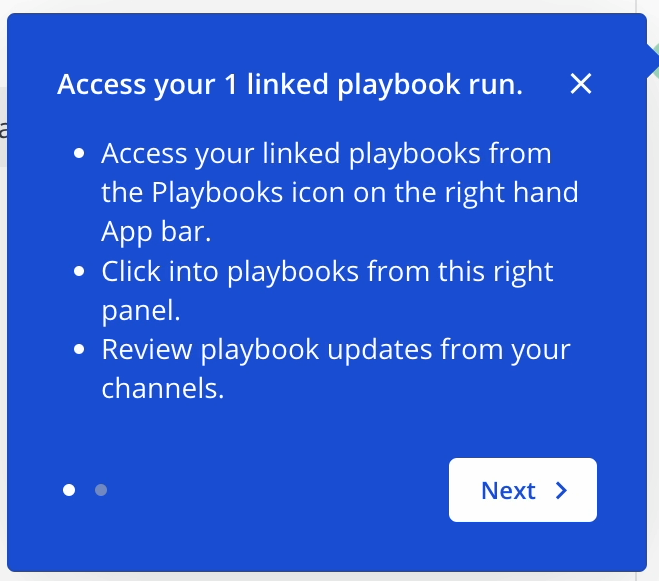 Access your 1 linked playbook run.
Access your linked playbooks from
the Playbooks icon on the right hand
App bar.
Click into playbooks from this right
panel.
Review playbook updates from your
channels.
Next